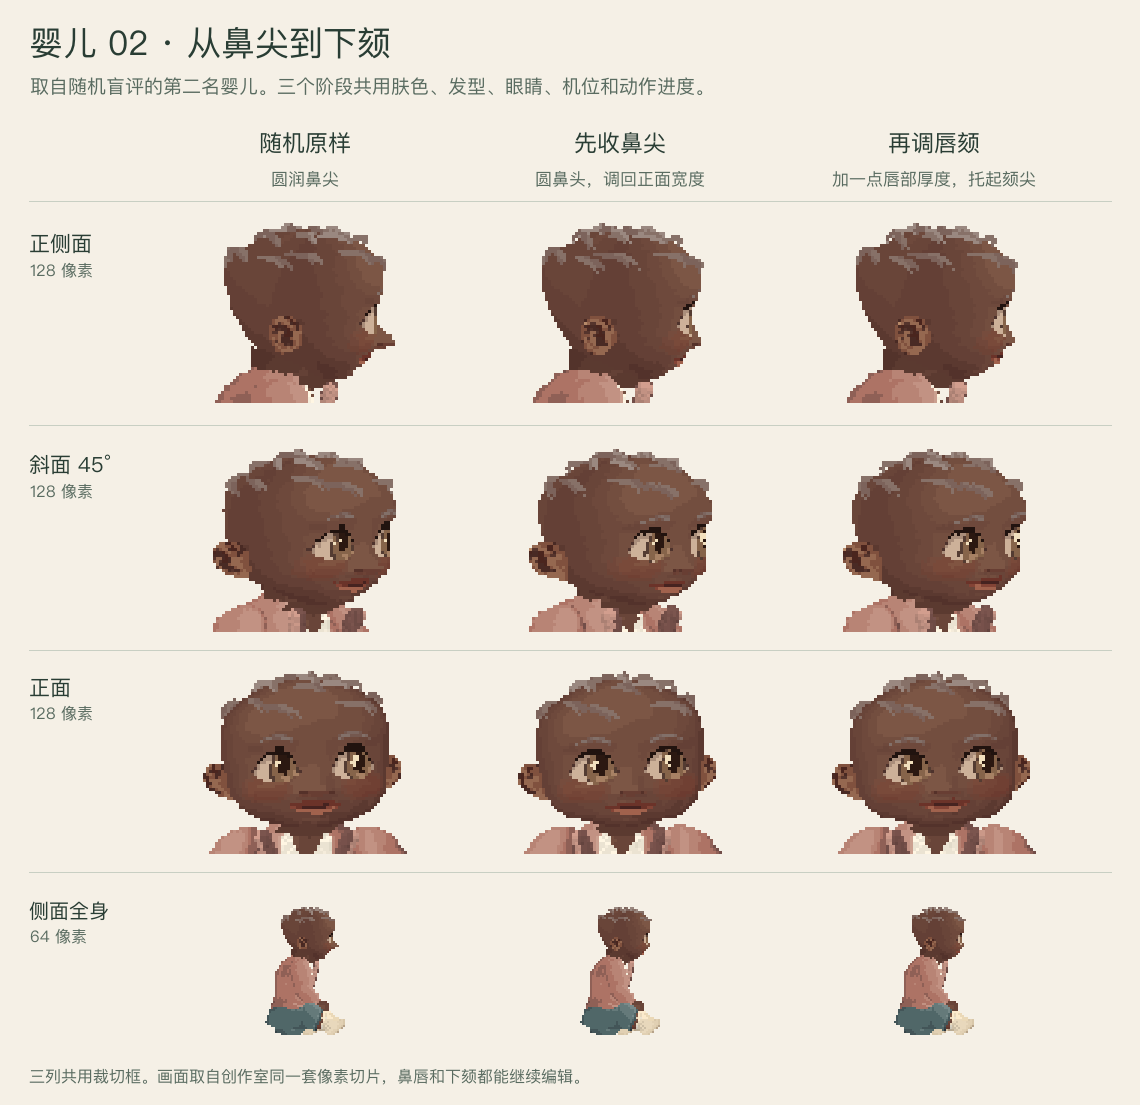 婴儿 02 · 从鼻尖到下颏
取自随机盲评的第二名婴儿。三个阶段共用肤色、发型、眼睛、机位和动作进度。
随机原样
先收鼻尖
再调唇颏
圆润鼻尖
圆鼻头，调回正面宽度
加一点唇部厚度，托起颏尖
正侧面
128 像素
斜面 45°
128 像素
正面
128 像素
侧面全身
64 像素
三列共用裁切框。画面取自创作室同一套像素切片，鼻唇和下颏都能继续编辑。